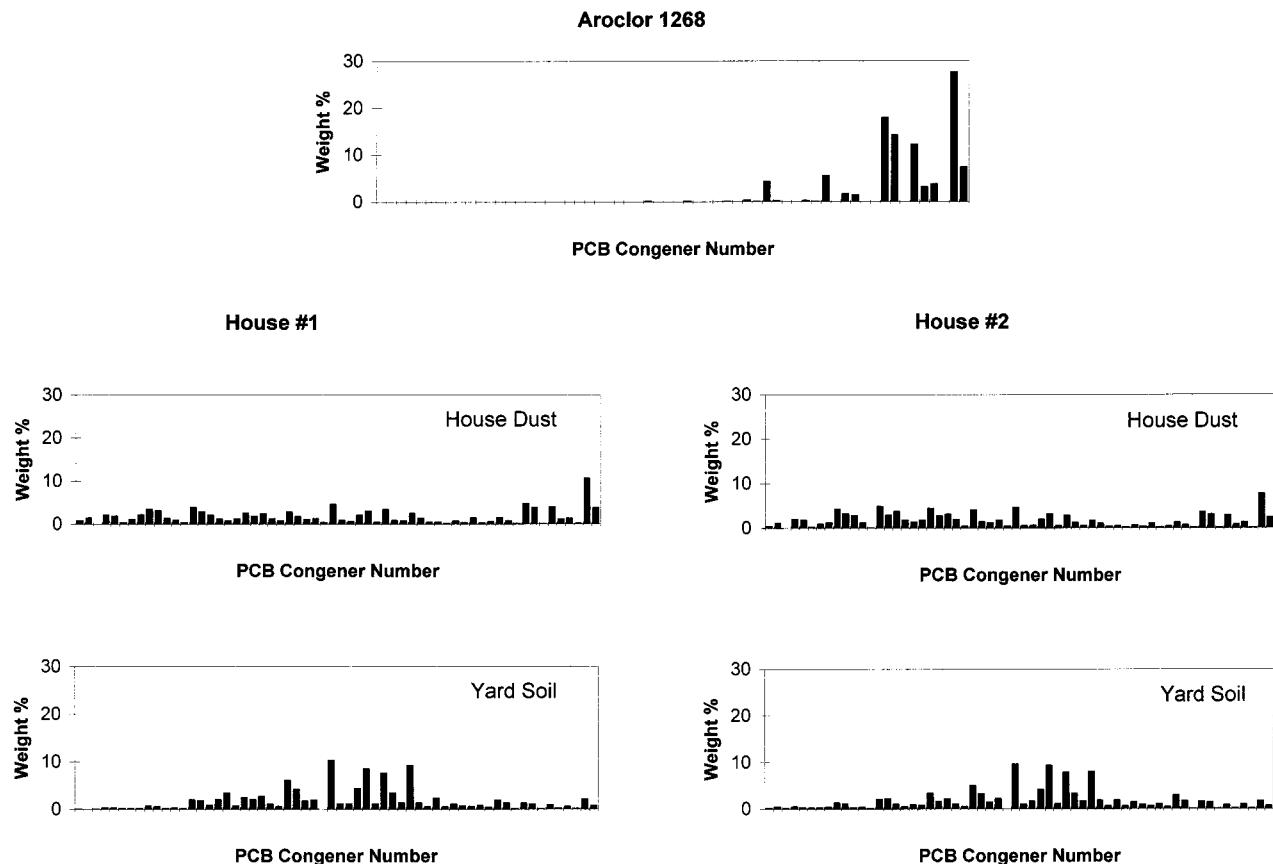 Aroclor 1268
Weight %
30
20
10
0
PCB Congener Number
House #1
House #2
Weight %
30
20
10
0
House Dust
PCB Congener Number
Weight %
30
20
10
0
House Dust
PCB Congener Number
Weight %
30
20
10
0
Yard Soil
PCB Congener Number
Weight %
30
20
10
0
Yard Soil
PCB Congener Number